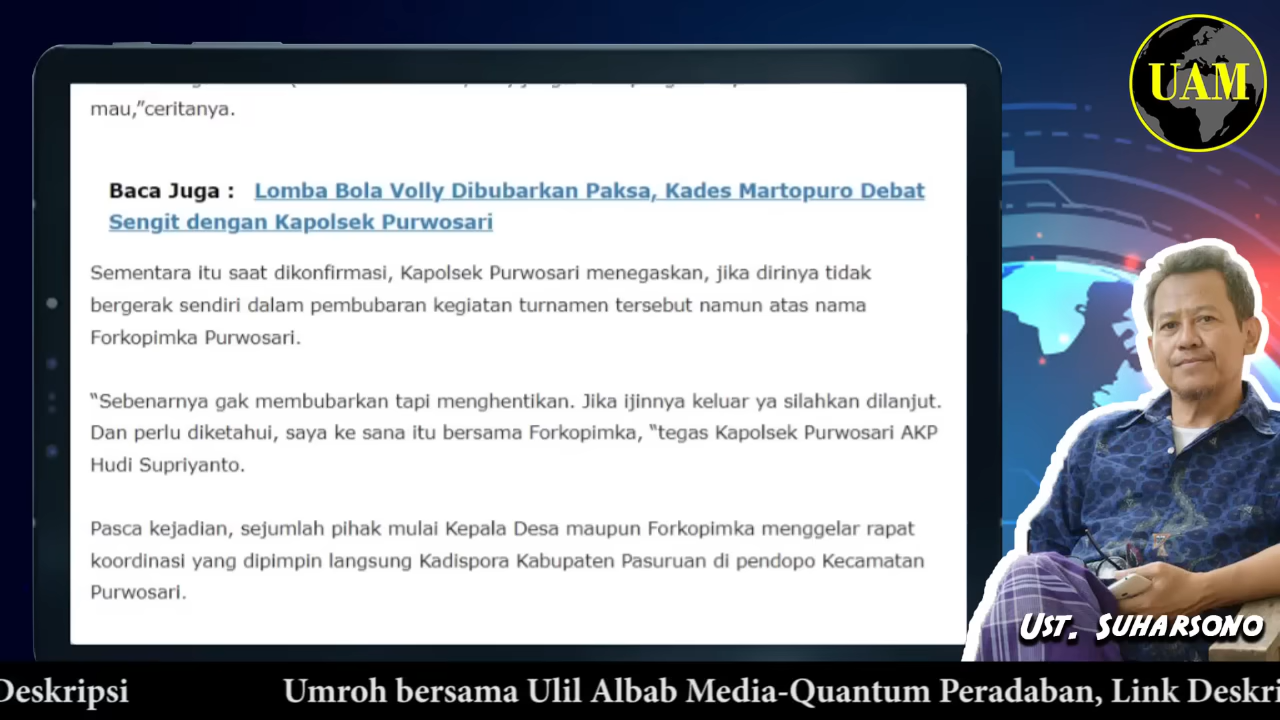 mau,”ceritanya.
Baca Juga : Lomba Bola Volly Dibubarkan Paksa, Kades Martopuro Debat
Sengit dengan Kapolsek Purwosari
Sementara itu saat dikonfirmasi, Kapolsek Purwosari menegaskan, jika dirinya tidak
bergerak sendiri dalam pembubaran kegiatan turnamen tersebut namun atas nama
Forkopimka Purwosari.
“Sebenarnya gak membubarkan tapi menghentikan. Jika ijinnya keluar ya silahkan dilanjut.
Dan perlu diketahui, saya ke sana itu bersama Forkopimka, “tegas Kapolsek Purwosari AKP
Hudi Supriyanto.
Pasca kejadian, sejumlah pihak mulai Kepala Desa maupun Forkopimka menggelar rapat
koordinasi yang dipimpin langsung Kadispora Kabupaten Pasuruan di pendopo Kecamatan
Purwosari.
UAM
UST. SUHARSONO
Deskripsi Umroh bersama Ulil Albab Media-Quantum Peradaban, Link Deskri